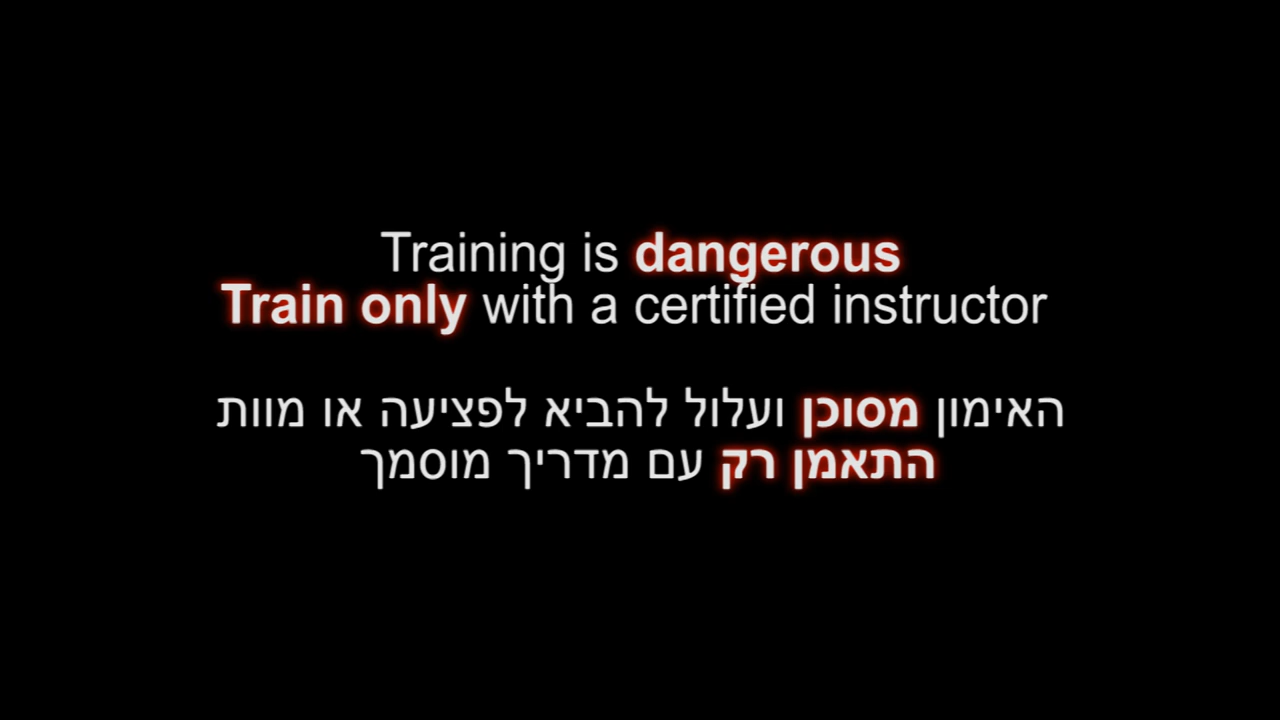 Training is dangerous
Train only with a certified instructor
האימון מסוכן ועלול להביא לפציעה או מוות
התאמן רק עם מדריך מוסמך